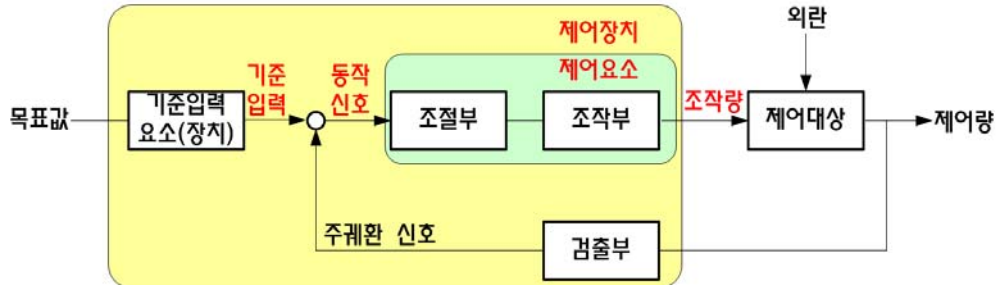 외란
제어장치
제어요소
기준
입력
동작
신호
조작량
목표값
기준입력
요소(장치)
조절부
조작부
제어대상
제어량
주궤환 신호
검출부